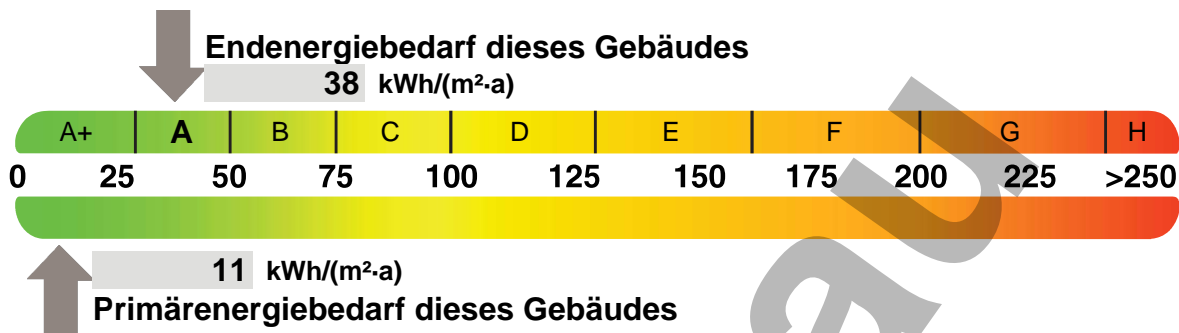 Endenergiebedarf dieses Gebäudes
38 kWh/(m²·a)
A+ A B C D E F G H
0 25 50 75 100 125 150 175 200 225 >250
11 kWh/(m²·a)
Primärenergiebedarf dieses Gebäudes
au